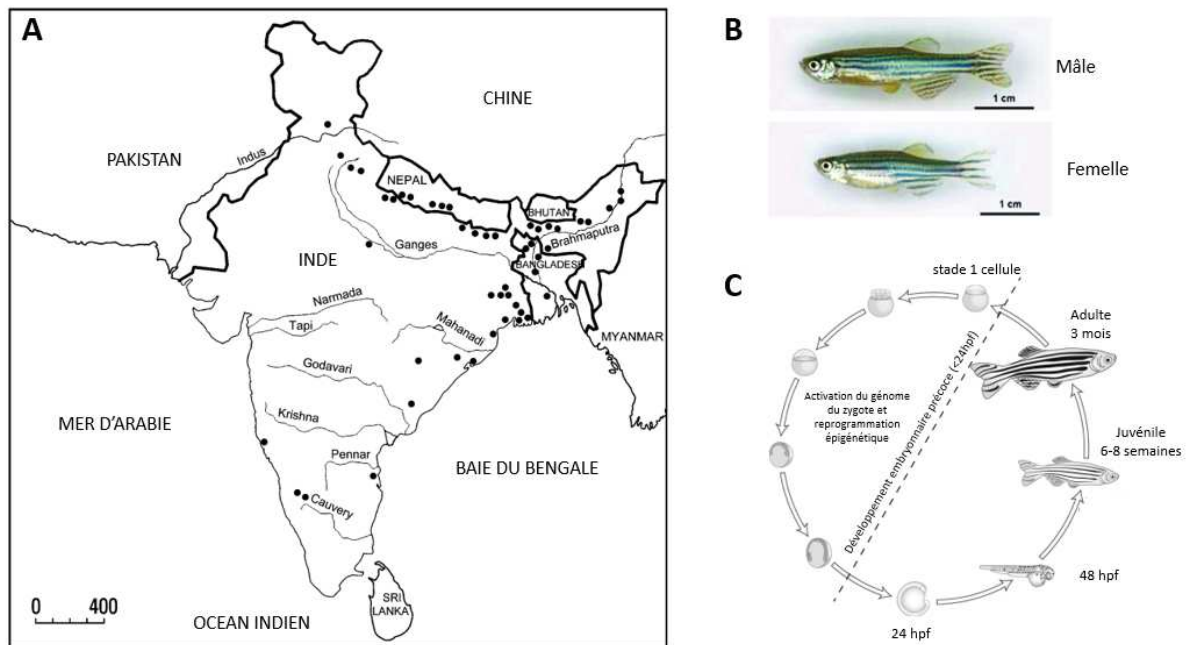 A
CHINE
PAKISTAN
Indus
NEPAL
BHUTAN
Brahmaputra
Ganges
BANGLADESH
INDE
Narmada
Tapi
Mahanadi
MYANMAR
Godavari
MER D'ARABIE
Krishna
BAIE DU BENGALE
Pennar
Cauvery
0 400
SRI
LANKA
OCEAN INDIEN
B
Mâle
1 cm
Femelle
1 cm
C
stade 1 cellule
Adulte
3 mois
Activation du génome
du zygote et
reprogrammation
épigénétique
Développement embryonnaire précoce (<24hpf)
Juvénile
6-8 semaines
48 hpf
24 hpf